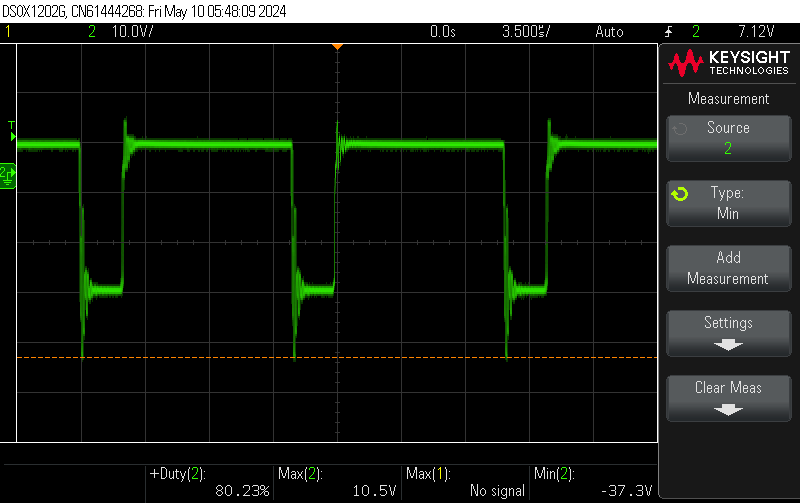 DSOX1202G, CN61444268: Fri May 10 05:48:09 2024
1 2 10.0V/ 0.0s 3.500us/ Auto 2 7.12V
KEYSIGHT
TECHNOLOGIES
Measurement
Source
2
Type:
Min
Add
Measurement
Settings
Clear Meas
T
2
+Duty(2): Max(2): Max(1): Min(2):
80.23% 10.5V No signal -37.3V